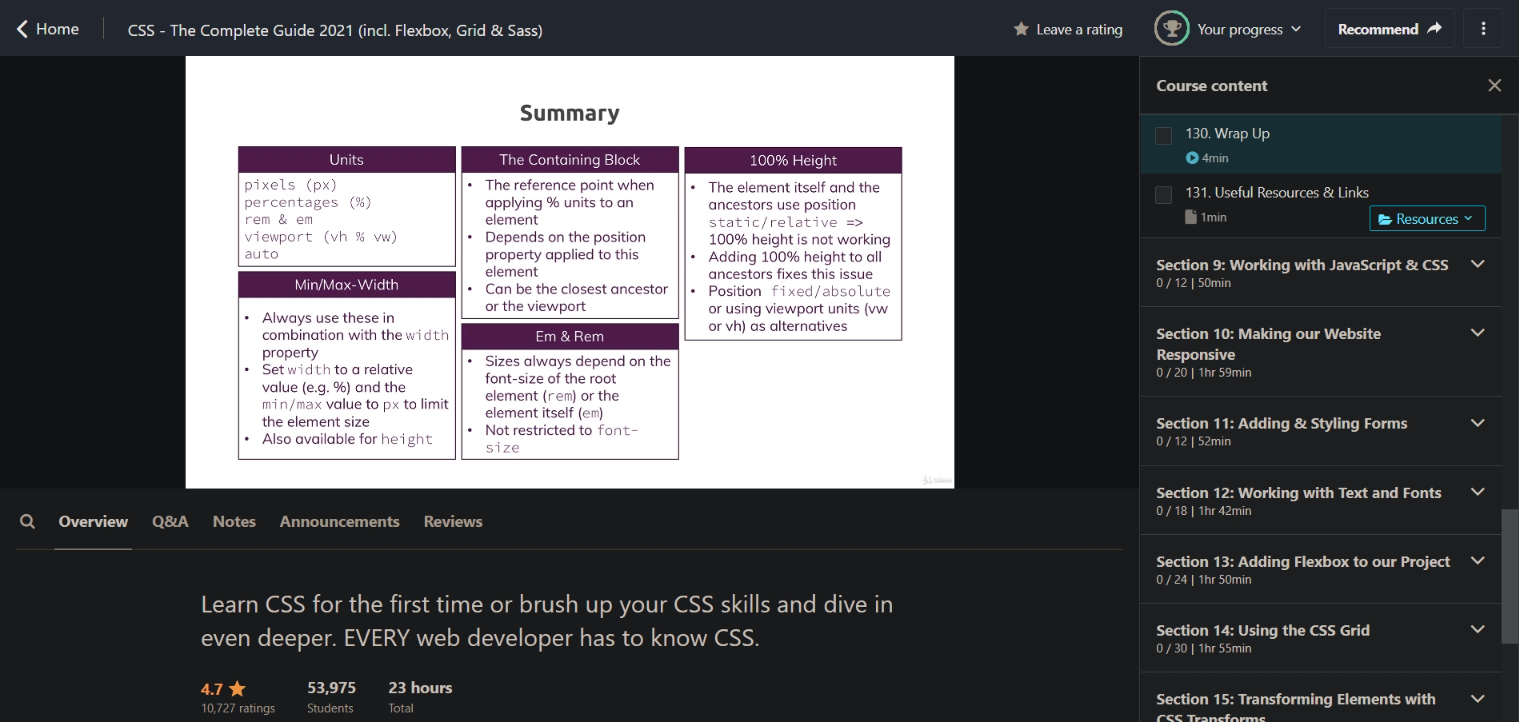 Home
CSS - The Complete Guide 2021 (incl. Flexbox, Grid & Sass)
Leave a rating
Your progress
Recommend
Summary
Units
pixels (px)
percentages (%)
rem & em
viewport (vh % vw)
auto
Min/Max-Width
• Always use these in
combination with the width
property
• Set width to a relative
value (e.g. %) and the
min/max value to px to limit
the element size
• Also available for height
The Containing Block
• The reference point when
applying % units to an
element
• Depends on the position
property applied to this
element
• Can be the closest ancestor
or the viewport
Em & Rem
• Sizes always depend on the
font-size of the root
element (rem) or the
element itself (em)
• Not restricted to font-
size
100% Height
• The element itself and the
ancestors use position
static/relative =>
100% height is not working
• Adding 100% height to all
ancestors fixes this issue
• Position fixed/absolute
or using viewport units (vw
or vh) as alternatives
Overview
Q&A
Notes
Announcements
Reviews
Learn CSS for the first time or brush up your CSS skills and dive in
even deeper. EVERY web developer has to know CSS.
4.7
10,727 ratings
53,975
Students
23 hours
Total
Course content
130. Wrap Up
4min
131. Useful Resources & Links
1min
Resources
Section 9: Working with JavaScript & CSS
0 / 12 | 50min
Section 10: Making our Website
Responsive
0 / 20 | 1hr 59min
Section 11: Adding & Styling Forms
0 / 12 | 52min
Section 12: Working with Text and Fonts
0 / 18 | 1hr 42min
Section 13: Adding Flexbox to our Project
0 / 24 | 1hr 50min
Section 14: Using the CSS Grid
0 / 30 | 1hr 55min
Section 15: Transforming Elements with
CSS Transforms